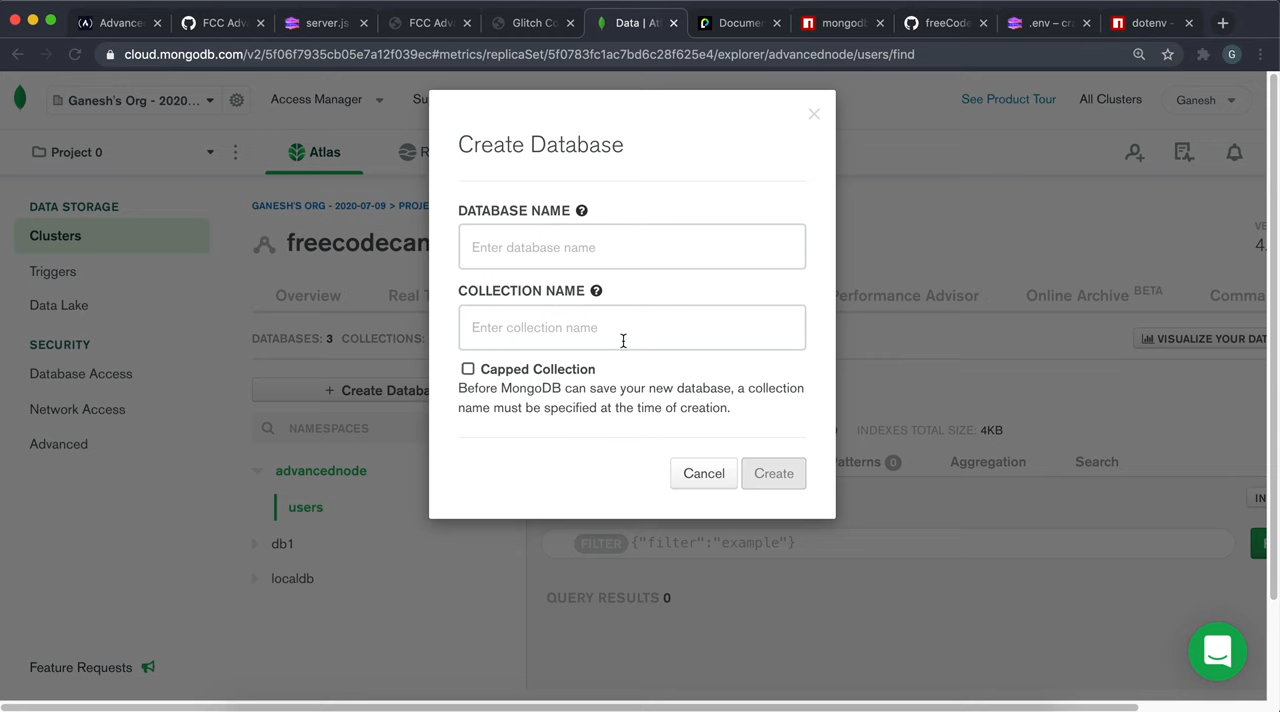 Advance
FCC Adv
server.js
FCC Adv
Glitch Co
Data | Atl
Docume
mongod
freeCode
.env – cr
dotenv -
cloud.mongodb.com/v2/5f06f7935cb05e7a12f039ec#metrics/replicaSet/5f0783fc1ac7bd6c28f625e4/explorer/advancednode/users/find
G
Ganesh's Org - 2020...
Access Manager
Su
See Product Tour
All Clusters
Ganesh
Project 0
Atlas
R
DATA STORAGE
Clusters
Triggers
Data Lake
SECURITY
Database Access
Network Access
Advanced
Feature Requests
GANESH'S ORG - 2020-07-09 > PROJE
freecodecam
VE
4.
Overview
Real T
Performance Advisor
Online Archive BETA
Comma
DATABASES: 3 COLLECTIONS:
VISUALIZE YOUR DAT
+ Create Databa
NAMESPACES
advancednode
users
db1
localdb
INDEXES TOTAL SIZE: 4KB
atterns 0
Aggregation
Search
IN
FILTER {"filter":"example"}
QUERY RESULTS 0
Create Database
DATABASE NAME
Enter database name
COLLECTION NAME
Enter collection name
Capped Collection
Before MongoDB can save your new database, a collection
name must be specified at the time of creation.
Cancel
Create